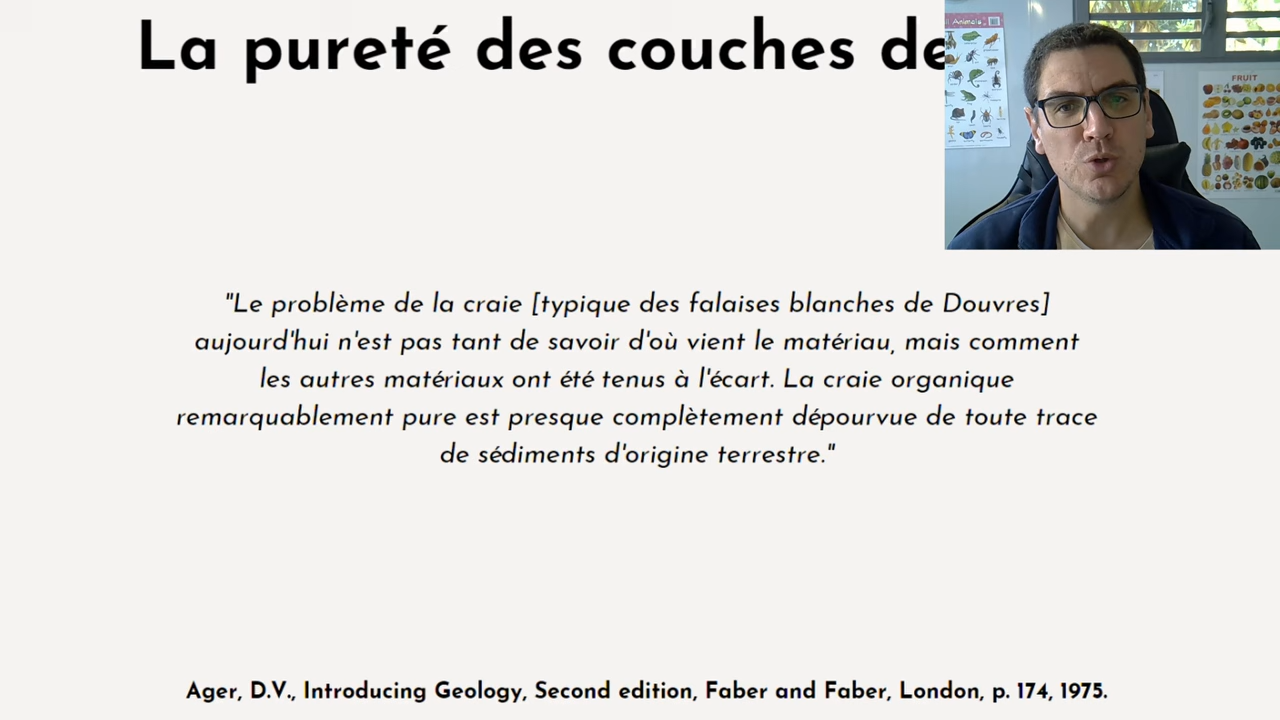 La pureté des couches de
"Le problème de la craie [typique des falaises blanches de Douvres]
aujourd'hui n'est pas tant de savoir d'où vient le matériau, mais comment
les autres matériaux ont été tenus à l'écart. La craie organique
remarquablement pure est presque complètement dépourvue de toute trace
de sédiments d'origine terrestre."
Ager, D.V., Introducing Geology, Second edition, Faber and Faber, London, p. 174, 1975.
Animals
FRUIT